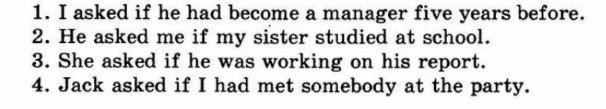 1. I asked if he had become a manager five years before.
2. He asked me if my sister studied at school.
3. She asked if he was working on his report.
4. Jack asked if I had met somebody at the party.